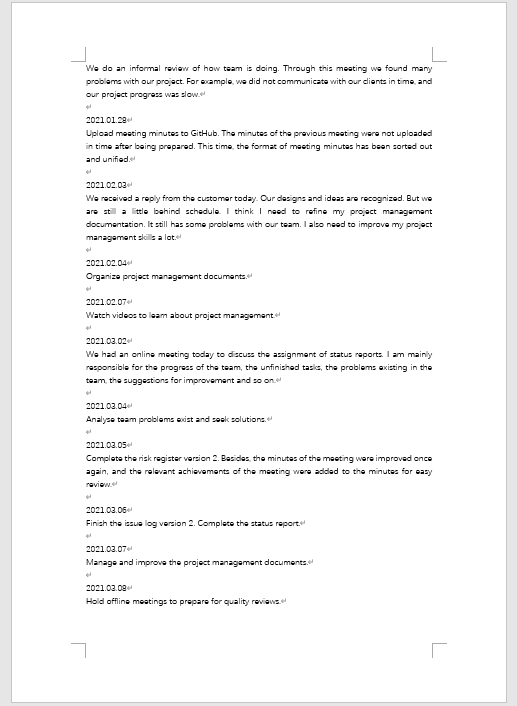 We do an informal review of how team is doing. Through this meeting we found many
problems with our project. For example, we did not communicate with our clients in time, and
our project progress was slow.
2021.01.28
Upload meeting minutes to GitHub. The minutes of the previous meeting were not uploaded
in time after being prepared. This time, the format of meeting minutes has been sorted out
and unified.
2021.02.03
We received a reply from the customer today. Our designs and ideas are recognized. But we
are still a little behind schedule. I think I need to refine my project management
documentation. It still has some problems with our team. I also need to improve my project
management skills a lot.
2021.02.04
Organize project management documents.
2021.02.07
Watch videos to learn about project management.
2021.03.02
We had an online meeting today to discuss the assignment of status reports. I am mainly
responsible for the progress of the team, the unfinished tasks, the problems existing in the
team, the suggestions for improvement and so on.
2021.03.04
Analyse team problems exist and seek solutions.
2021.03.05
Complete the risk register version 2. Besides, the minutes of the meeting were improved once
again, and the relevant achievements of the meeting were added to the minutes for easy
review.
2021.03.06
Finish the issue log version 2. Complete the status report.
2021.03.07
Manage and improve the project management documents.
2021.03.08
Hold offline meetings to prepare for quality reviews.